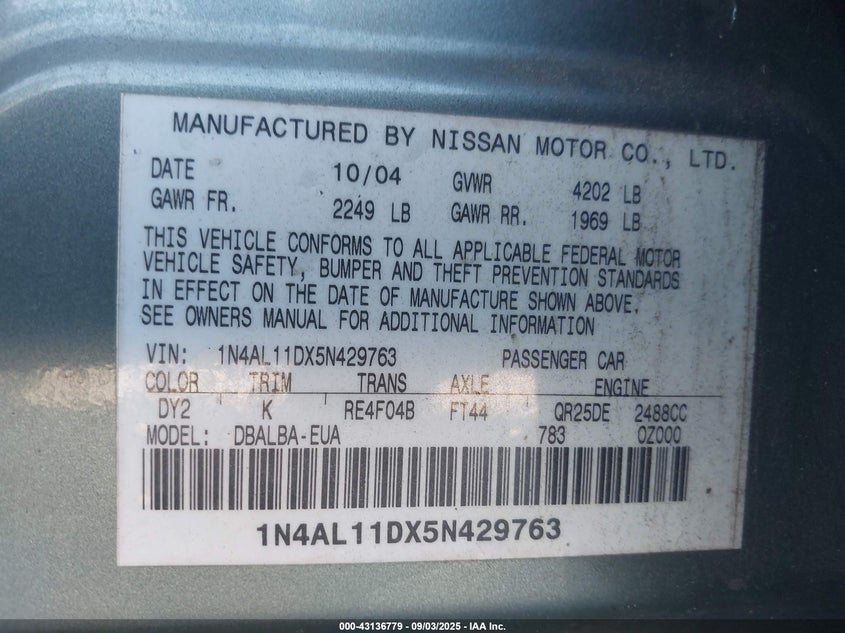 MANUFACTURED BY NISSAN MOTOR CO., LTD.
DATE 10/04 GVWR 4202 LB
GAWR FR. 2249 LB GAWR RR. 1969 LB
THIS VEHICLE CONFORMS TO ALL APPLICABLE FEDERAL MOTOR
VEHICLE SAFETY, BUMPER AND THEFT PREVENTION STANDARDS
IN EFFECT ON THE DATE OF MANUFACTURE SHOWN ABOVE.
SEE OWNERS MANUAL FOR ADDITIONAL INFORMATION
VIN: 1N4AL11DX5N429763 PASSENGER CAR
COLOR TRIM TRANS AXLE ENGINE
DY2 K RE4F04B FT44 QR25DE 2488CC
MODEL: DBALBA-EUA 783 0Z000
1N4AL11DX5N429763
000-43136779 - 09/03/2025 - IAA Inc.